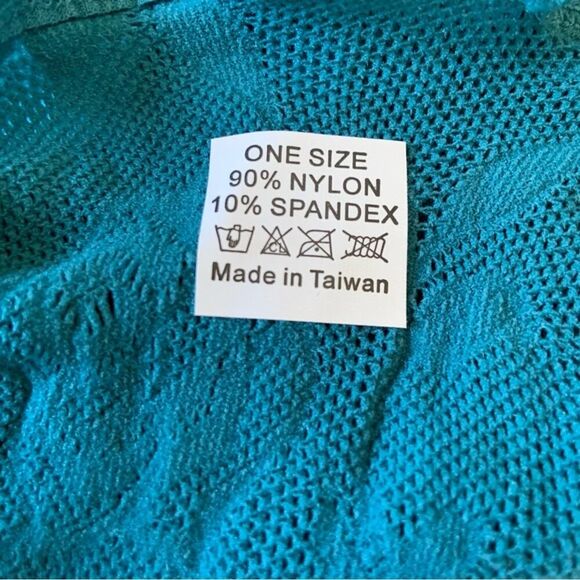 ONE SIZE
90% NYLON
10% SPANDEX
Made in Taiwan